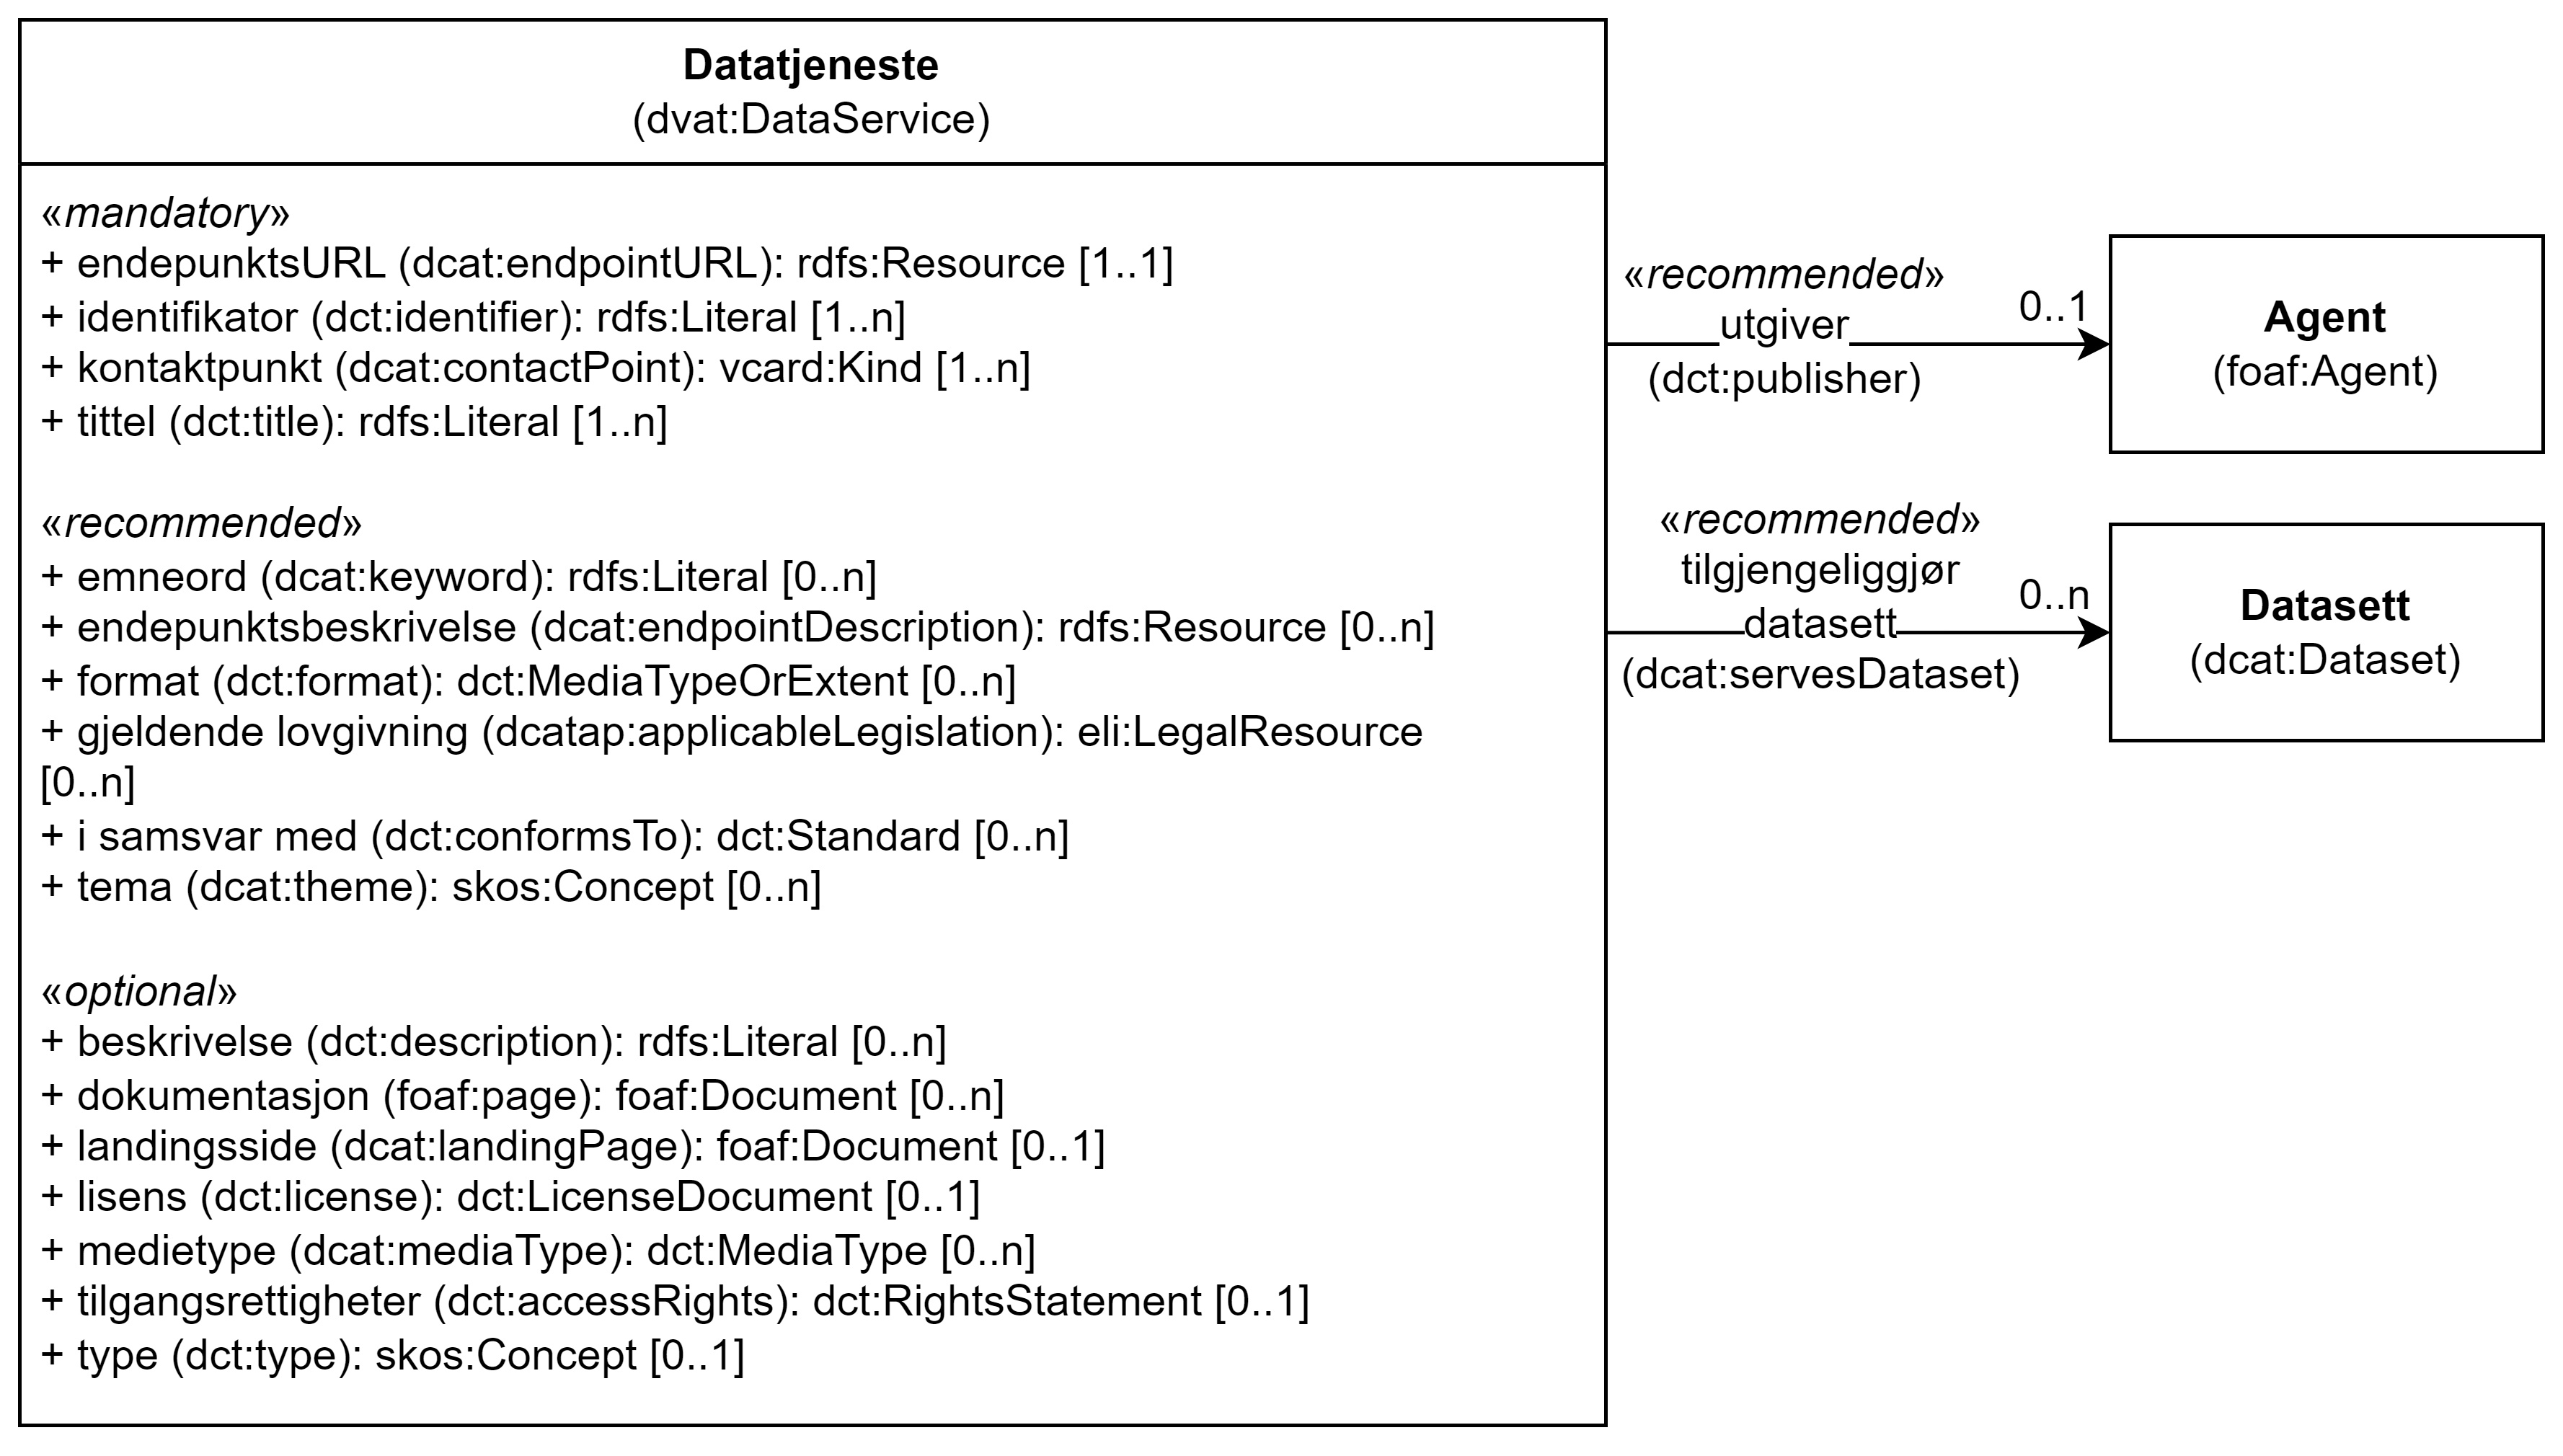 Datatjeneste
(dvat:DataService)
«mandatory»
+ endepunktsURL (dcat:endpointURL): rdfs:Resource [1..1]
+ identifikator (dct:identifier): rdfs:Literal [1..n]
+ kontaktpunkt (dcat:contactPoint): vcard:Kind [1..n]
+ tittel (dct:title): rdfs:Literal [1..n]
«recommended»
+ emneord (dcat:keyword): rdfs:Literal [0..n]
+ endepunktsbeskrivelse (dcat:endpointDescription): rdfs:Resource [0..n]
+ format (dct:format): dct:MediaTypeOrExtent [0..n]
+ gjeldende lovgivning (dcatap:applicableLegislation): eli:LegalResource
[0..n]
+ i samsvar med (dct:conformsTo): dct:Standard [0..n]
+ tema (dcat:theme): skos:Concept [0..n]
«optional»
+ beskrivelse (dct:description): rdfs:Literal [0..n]
+ dokumentasjon (foaf:page): foaf:Document [0..n]
+ landingsside (dcat:landingPage): foaf:Document [0..1]
+ lisens (dct:license): dct:LicenseDocument [0..1]
+ medietype (dcat:mediaType): dct:MediaType [0..n]
+ tilgangsrettigheter (dct:accessRights): dct:RightsStatement [0..1]
+ type (dct:type): skos:Concept [0..1]
«recommended»
utgiver
(dct:publisher)
0..1
Agent
(foaf:Agent)
«recommended»
tilgjengeliggjør
datasett
(dcat:servesDataset)
0..n
Datasett
(dcat:Dataset)